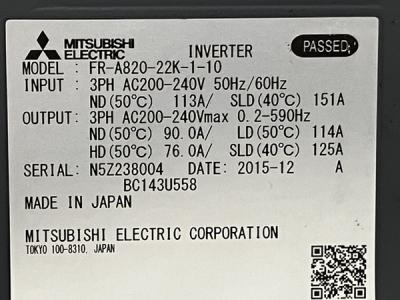 MITSUBISHI
ELECTRIC
INVERTER
PASSED
MODEL : FR-A820-22K-1-10
INPUT : 3PH AC200-240V 50Hz/60Hz
ND(50℃) 113A/ SLD(40℃) 151A
OUTPUT: 3PH AC200-240Vmax 0.2-590Hz
ND(50℃) 90.0A/ LD(50℃) 114A
HD(50℃) 76.0A/ SLD(40℃) 125A
SERIAL: N5Z238004 DATE: 2015-12 A
BC143U558
MADE IN JAPAN
MITSUBISHI ELECTRIC CORPORATION
TOKYO 100-8310, JAPAN